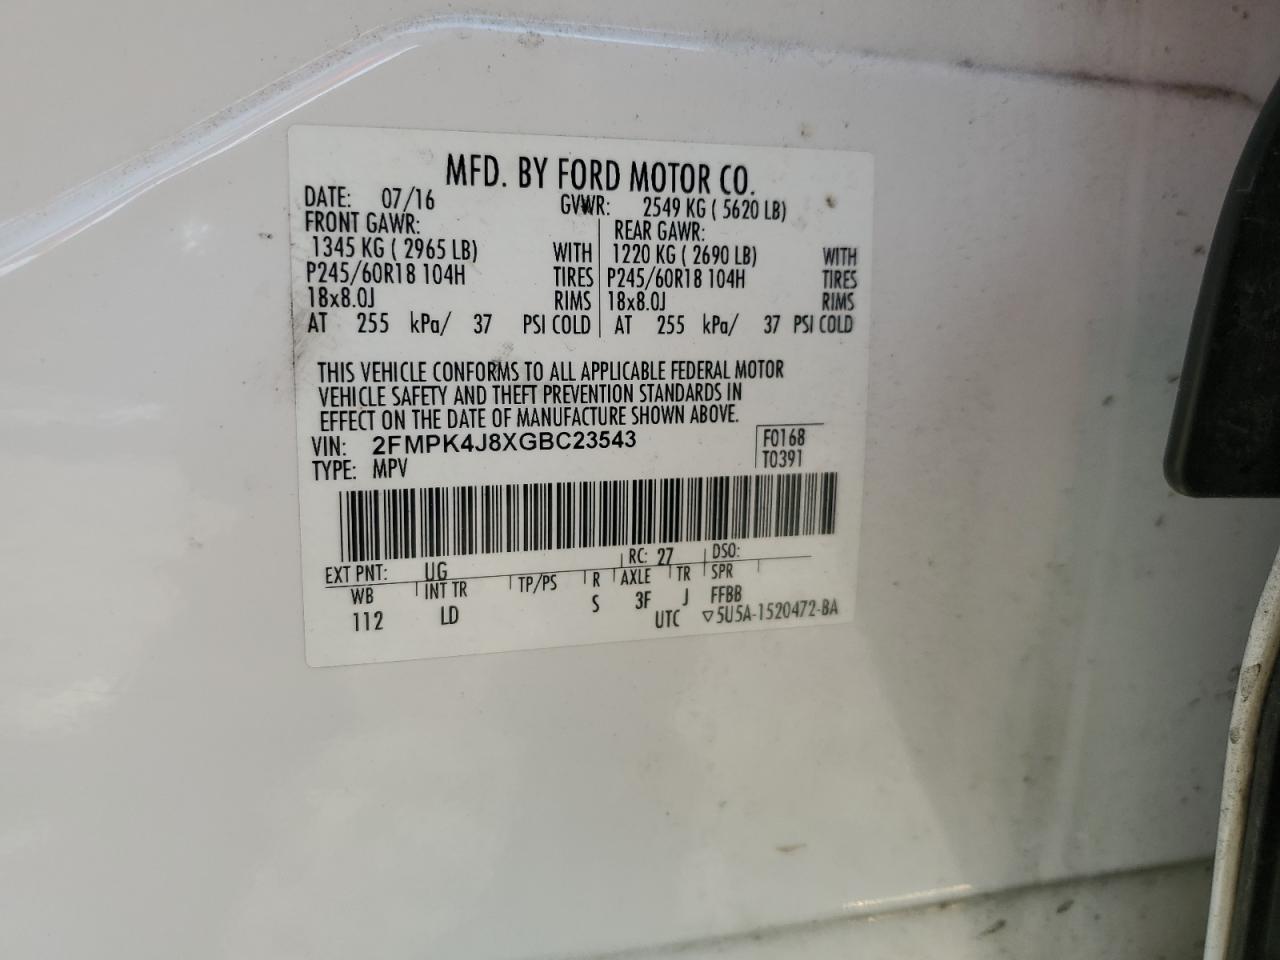 MFD. BY FORD MOTOR CO.
DATE: 07/16 GVWR: 2549 KG ( 5620 LB)
FRONT GAWR: REAR GAWR:
1345 KG ( 2965 LB) WITH 1220 KG ( 2690 LB) WITH
P245/60R18 104H TIRES P245/60R18 104H TIRES
18x8.0J RIMS 18x8.0J RIMS
AT 255 kPa/ 37 PSI COLD AT 255 kPa/ 37 PSI COLD
THIS VEHICLE CONFORMS TO ALL APPLICABLE FEDERAL MOTOR
VEHICLE SAFETY AND THEFT PREVENTION STANDARDS IN
EFFECT ON THE DATE OF MANUFACTURE SHOWN ABOVE.
VIN: 2FMPK4J8XGBC23543 F0168
TYPE: MPV T0391
EXT PNT: UG RC: 27 DSO:
WB INT TR TP/PS R AXLE TR SPR
112 LD S 3F J FFBB
UTC ▽5U5A-1520472-BA